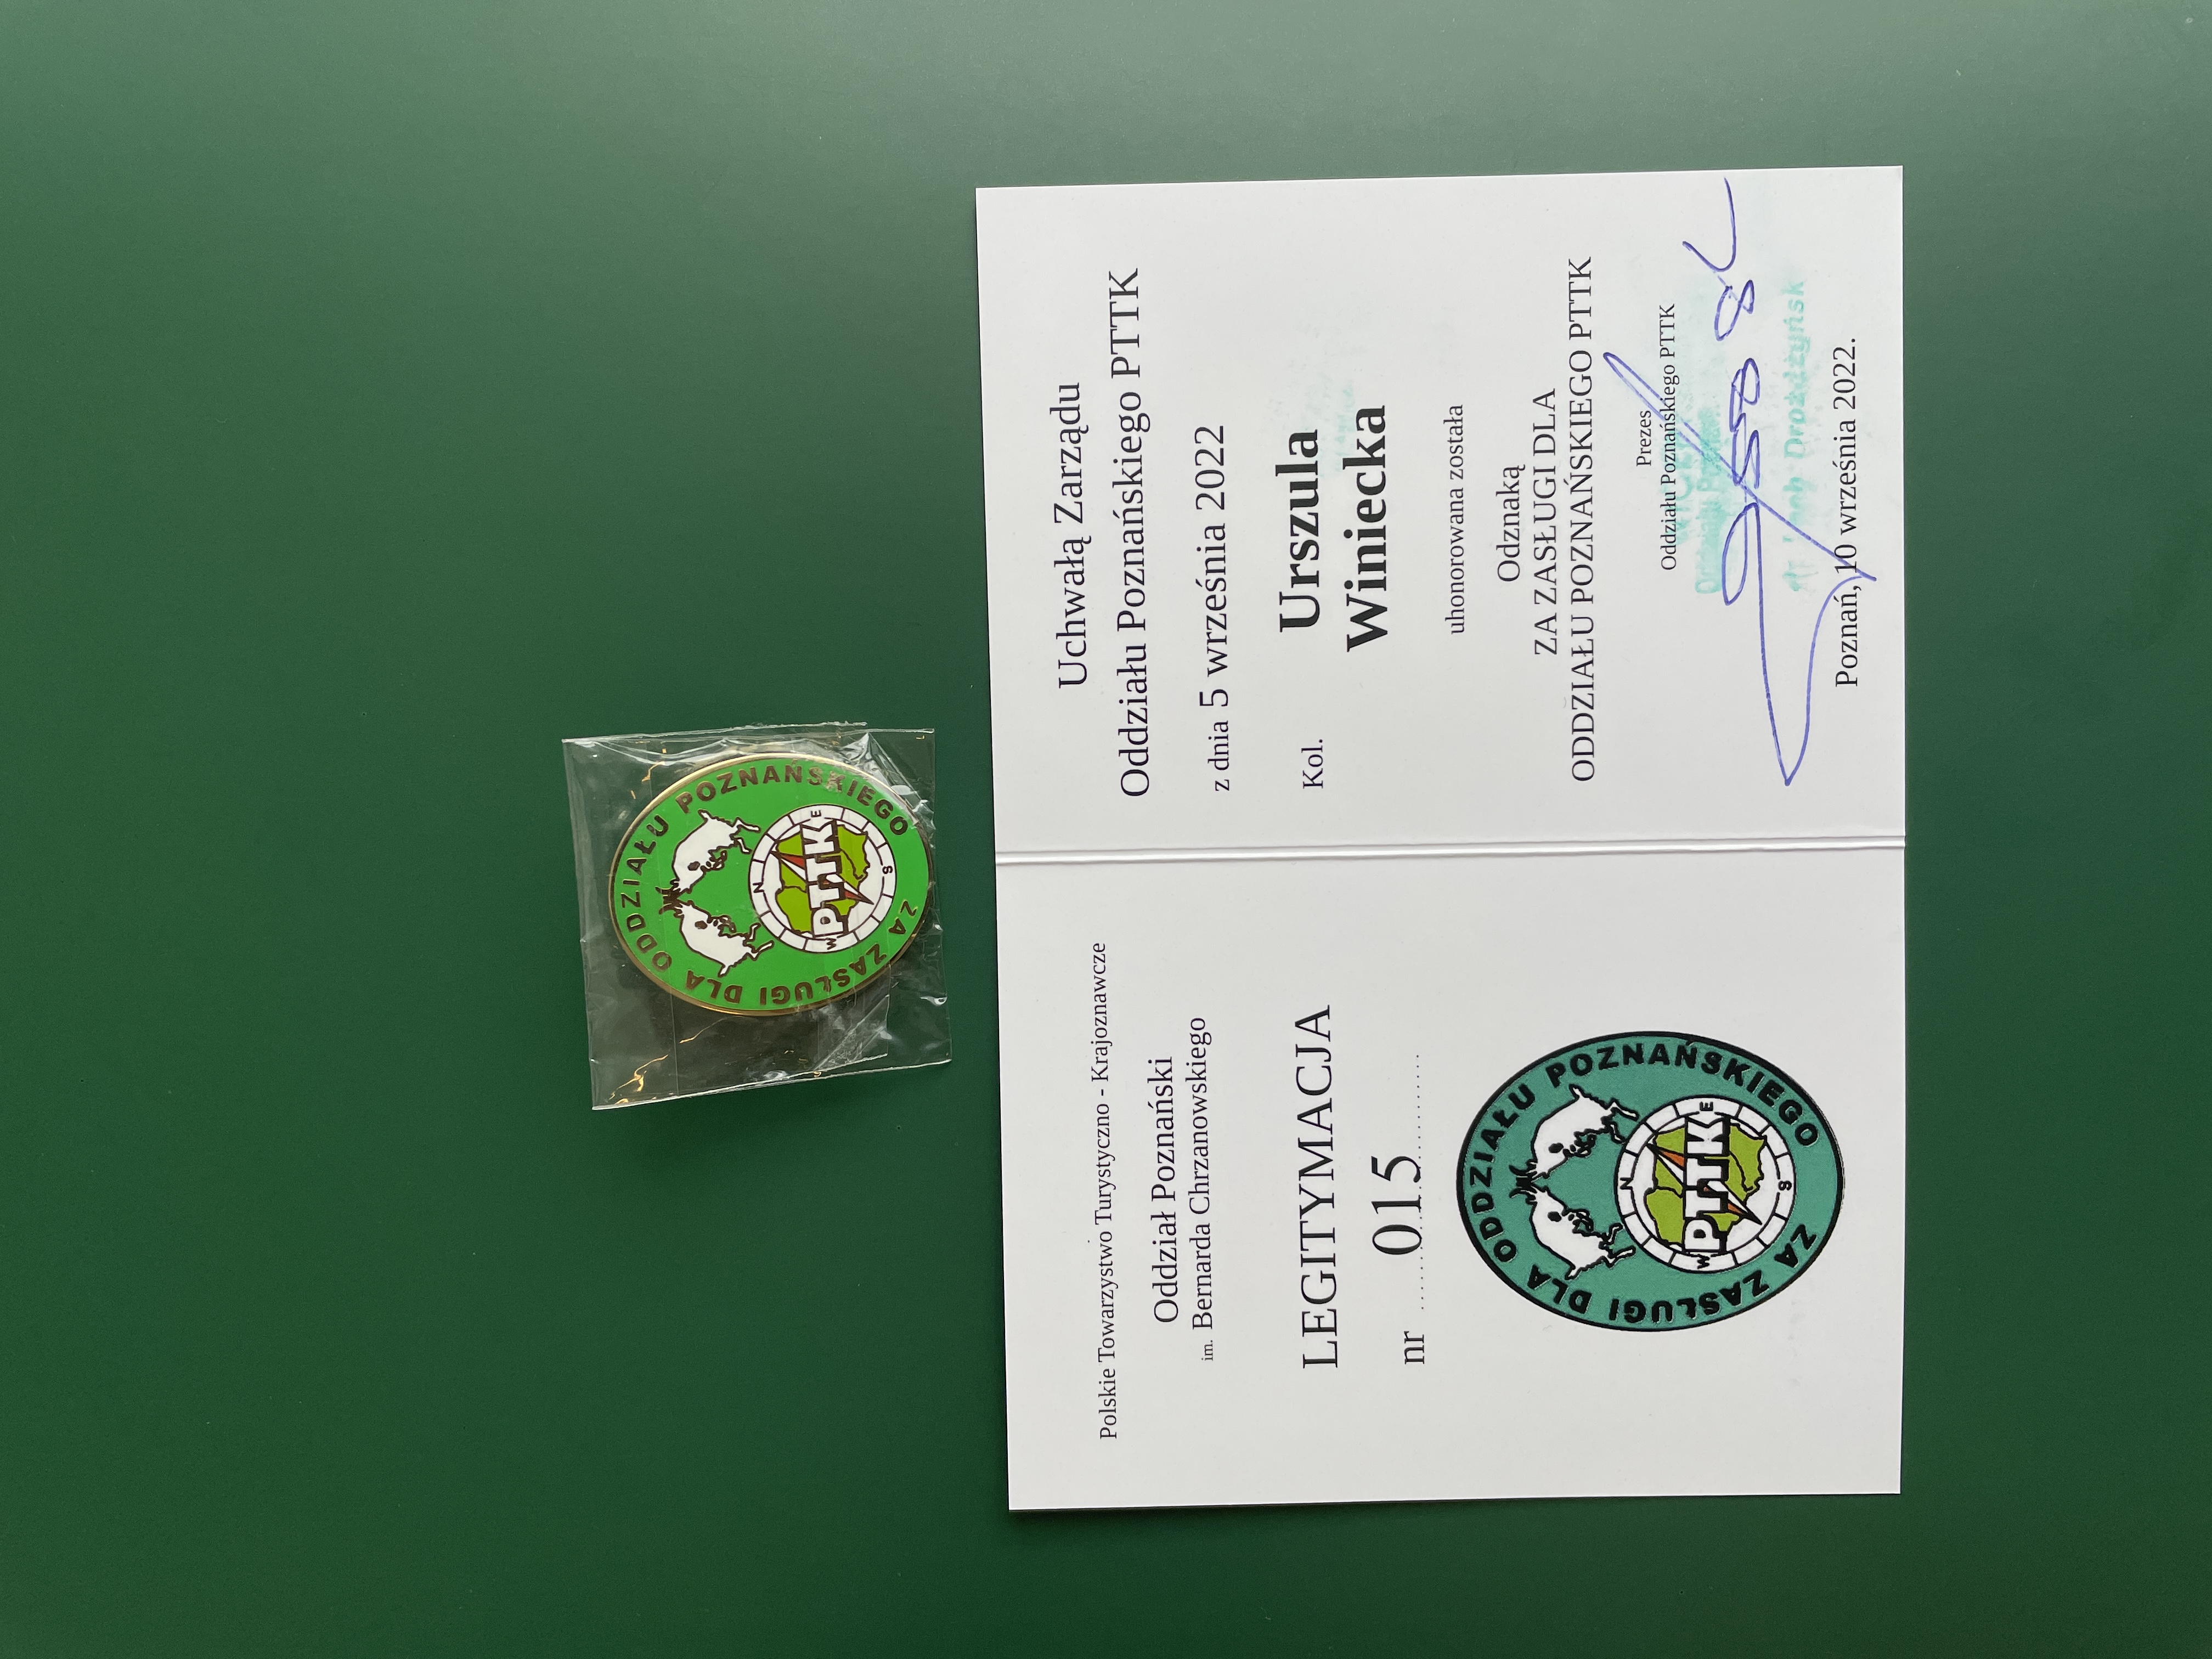 ZA ZASŁUGI DLA ODDZIAŁU POZNAŃSKIEGO
N
W PTTK E
S
Polskie Towarzystwo Turystyczno - Krajoznawcze
Oddział Poznański
im. Bernarda Chrzanowskiego
LEGITYMACJA
nr 015
ZA ZASŁUGI DLA ODDZIAŁU POZNAŃSKIEGO
N
W PTTK E
S
Uchwałą Zarządu
Oddziału Poznańskiego PTTK
z dnia 5 września 2022
Kol. Urszula
Winiecka
uhonorowana została
Odznaką
ZA ZASŁUGI DLA
ODDZIAŁU POZNAŃSKIEGO PTTK
Prezes
Oddziału Poznańskiego PTTK
Drożdżyńsk
Poznań, 10 września 2022.